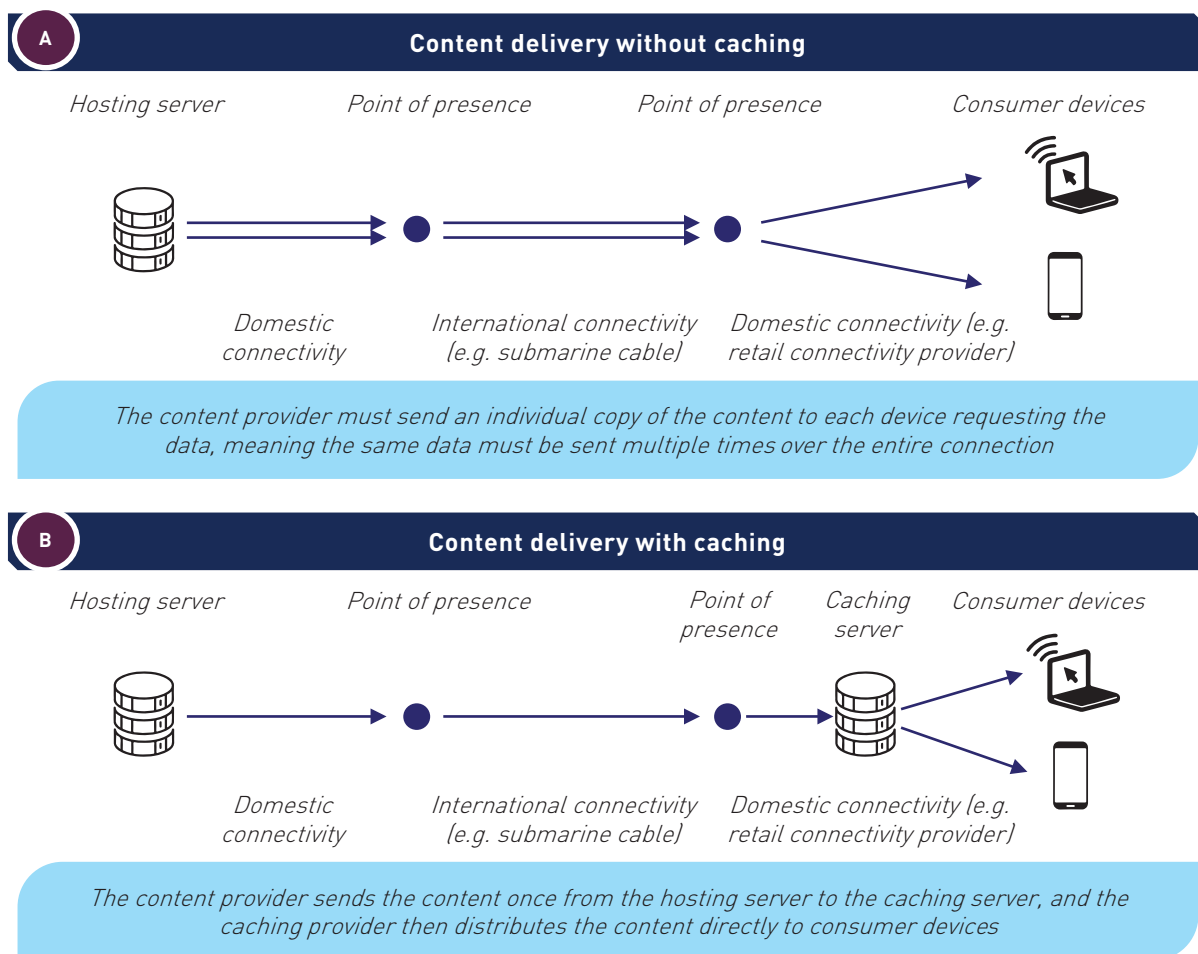 A
Content delivery without caching
Hosting server
Point of presence
Point of presence
Consumer devices
Domestic
connectivity
International connectivity
(e.g. submarine cable)
Domestic connectivity (e.g.
retail connectivity provider)
The content provider must send an individual copy of the content to each device requesting the
data, meaning the same data must be sent multiple times over the entire connection
B
Content delivery with caching
Hosting server
Point of presence
Point of
presence
Caching
server
Consumer devices
Domestic
connectivity
International connectivity
(e.g. submarine cable)
Domestic connectivity (e.g.
retail connectivity provider)
The content provider sends the content once from the hosting server to the caching server, and the
caching provider then distributes the content directly to consumer devices